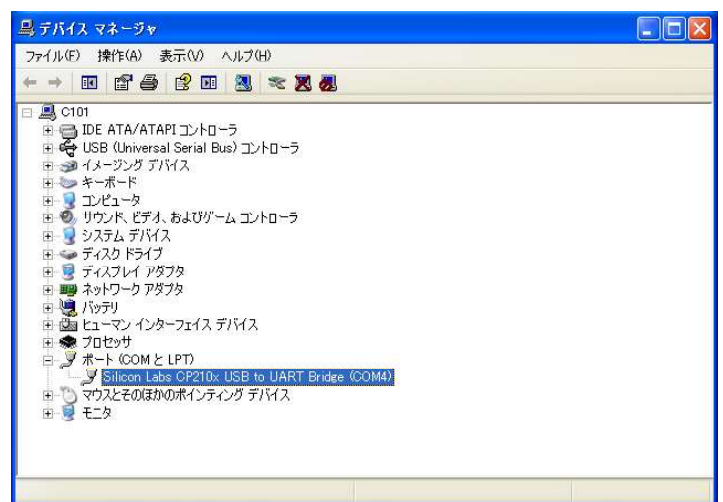 デバイス マネージャ
ファイル(F) 操作(A) 表示(V) ヘルプ(H)
C101
IDE ATA/ATAPI コントローラ
USB (Universal Serial Bus) コントローラ
イメージング デバイス
キーボード
コンピュータ
サウンド、ビデオ、およびゲーム コントローラ
システム デバイス
ディスク ドライブ
ディスプレイ アダプタ
ネットワーク アダプタ
バッテリ
ヒューマン インターフェイス デバイス
プロセッサ
ポート (COM と LPT)
Silicon Labs CP210x USB to UART Bridge (COM4)
マウスとそのほかのポインティング デバイス
モニタ